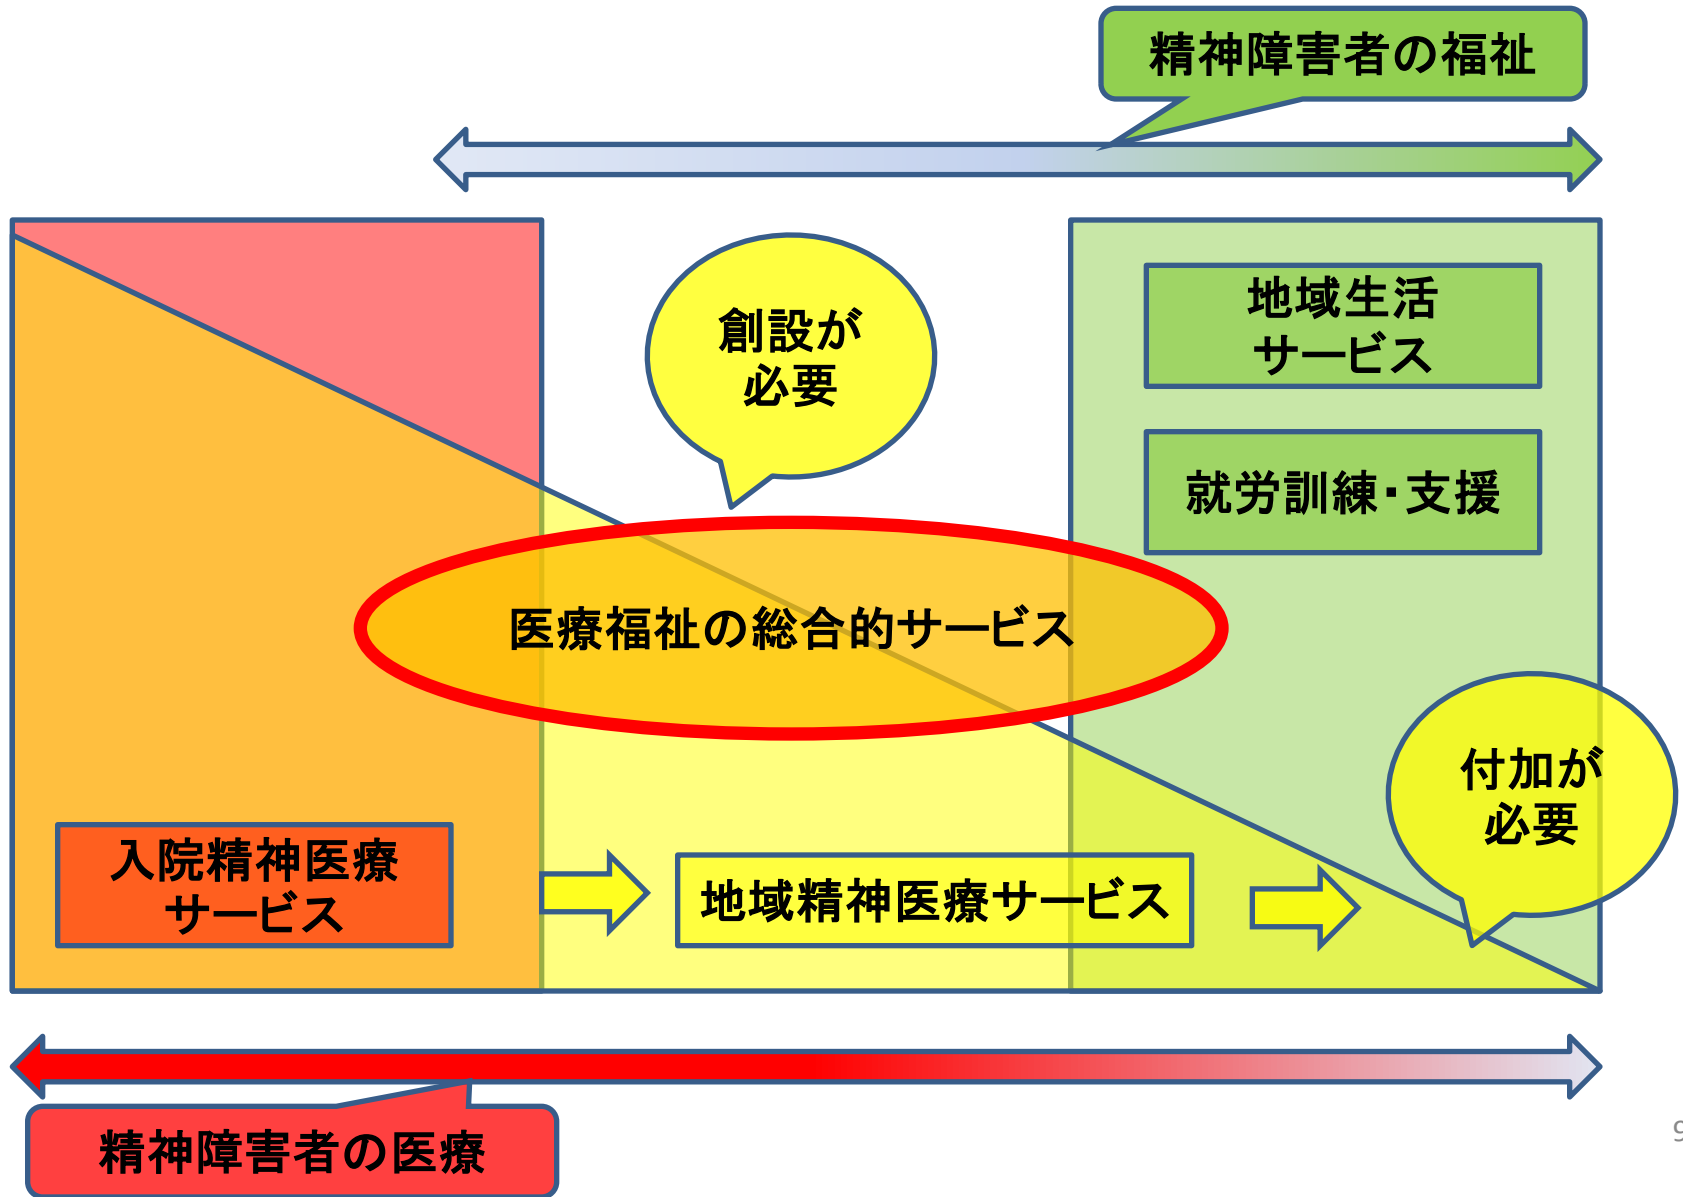 精神障害者の福祉
創設が
必要
地域生活
サービス
就労訓練・支援
医療福祉の総合的サービス
付加が
必要
入院精神医療
サービス
地域精神医療サービス
精神障害者の医療
9